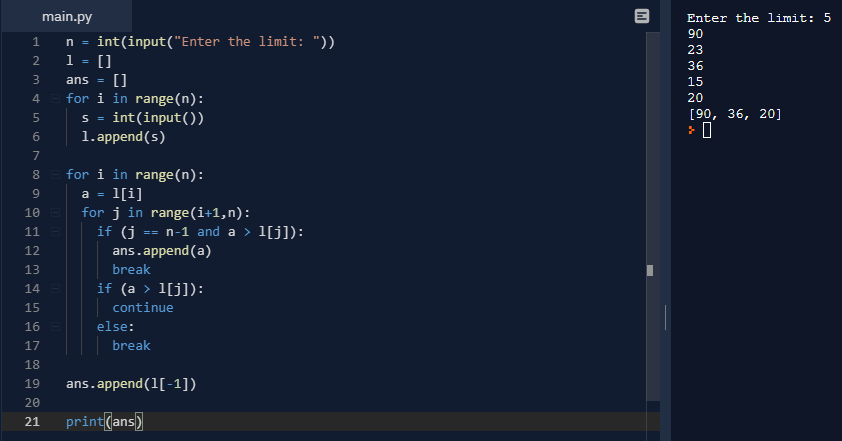 main.py
1 n = int(input("Enter the limit: "))
2 l = []
3 ans = []
4 for i in range(n):
5   s = int(input())
6   l.append(s)
7
8 for i in range(n):
9   a = l[i]
10   for j in range(i+1,n):
11     if (j == n-1 and a > l[j]):
12       ans.append(a)
13       break
14     if (a > l[j]):
15       continue
16     else:
17       break
18
19 ans.append(l[-1])
20
21 print(ans)
Enter the limit: 5
90
23
36
15
20
[90, 36, 20]